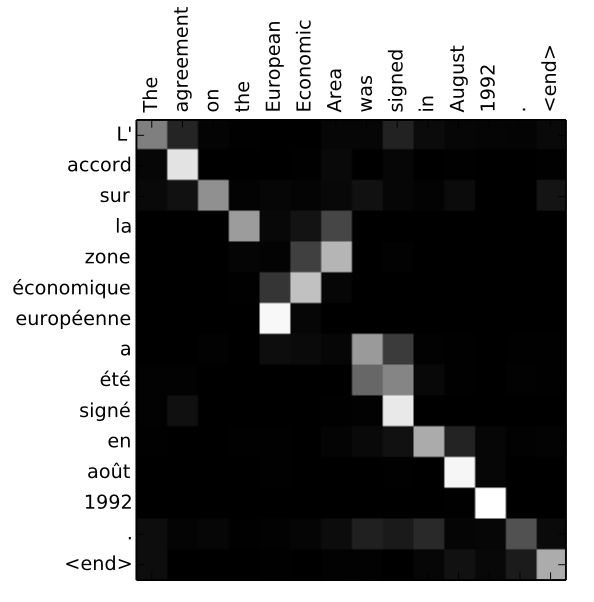 The agreement on the European Economic Area was signed in August 1992 . <end>
L'
accord
sur
la
zone
économique
européenne
a
été
signé
en
août
1992
.
<end>